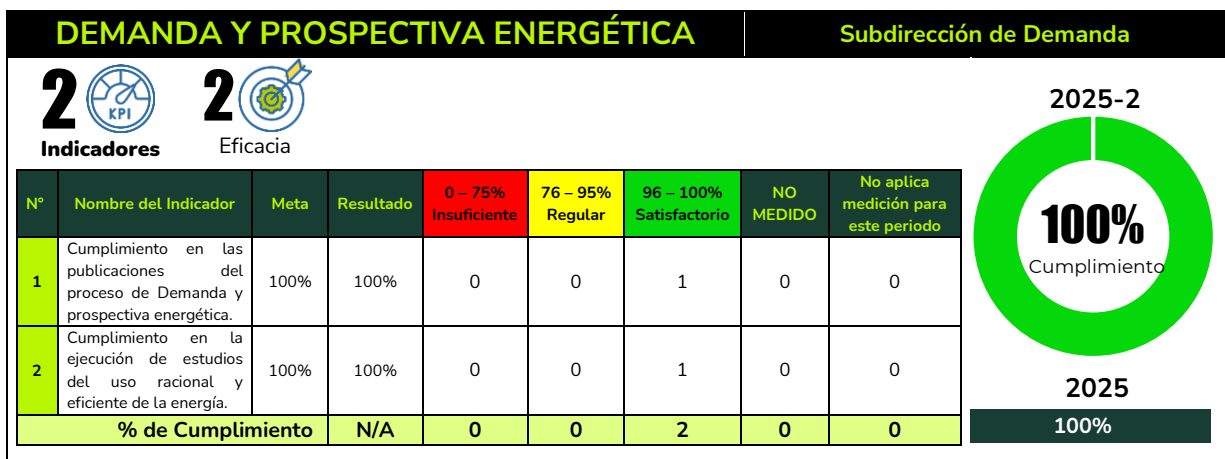 DEMANDA Y PROSPECTIVA ENERGÉTICA
Subdirección de Demanda
2
KPI
Indicadores
2
Eficacia
N° Nombre del Indicador Meta Resultado 0 – 75% Insuficiente 76 – 95% Regular 96 – 100% Satisfactorio NO MEDIDO No aplica medición para este periodo
1 Cumplimiento en las publicaciones del proceso de Demanda y prospectiva energética. 100% 100% 0 0 1 0 0
2 Cumplimiento en la ejecución de estudios del uso racional y eficiente de la energía. 100% 100% 0 0 1 0 0
% de Cumplimiento N/A 0 0 2 0 0
2025-2
100%
Cumplimiento
2025
100%